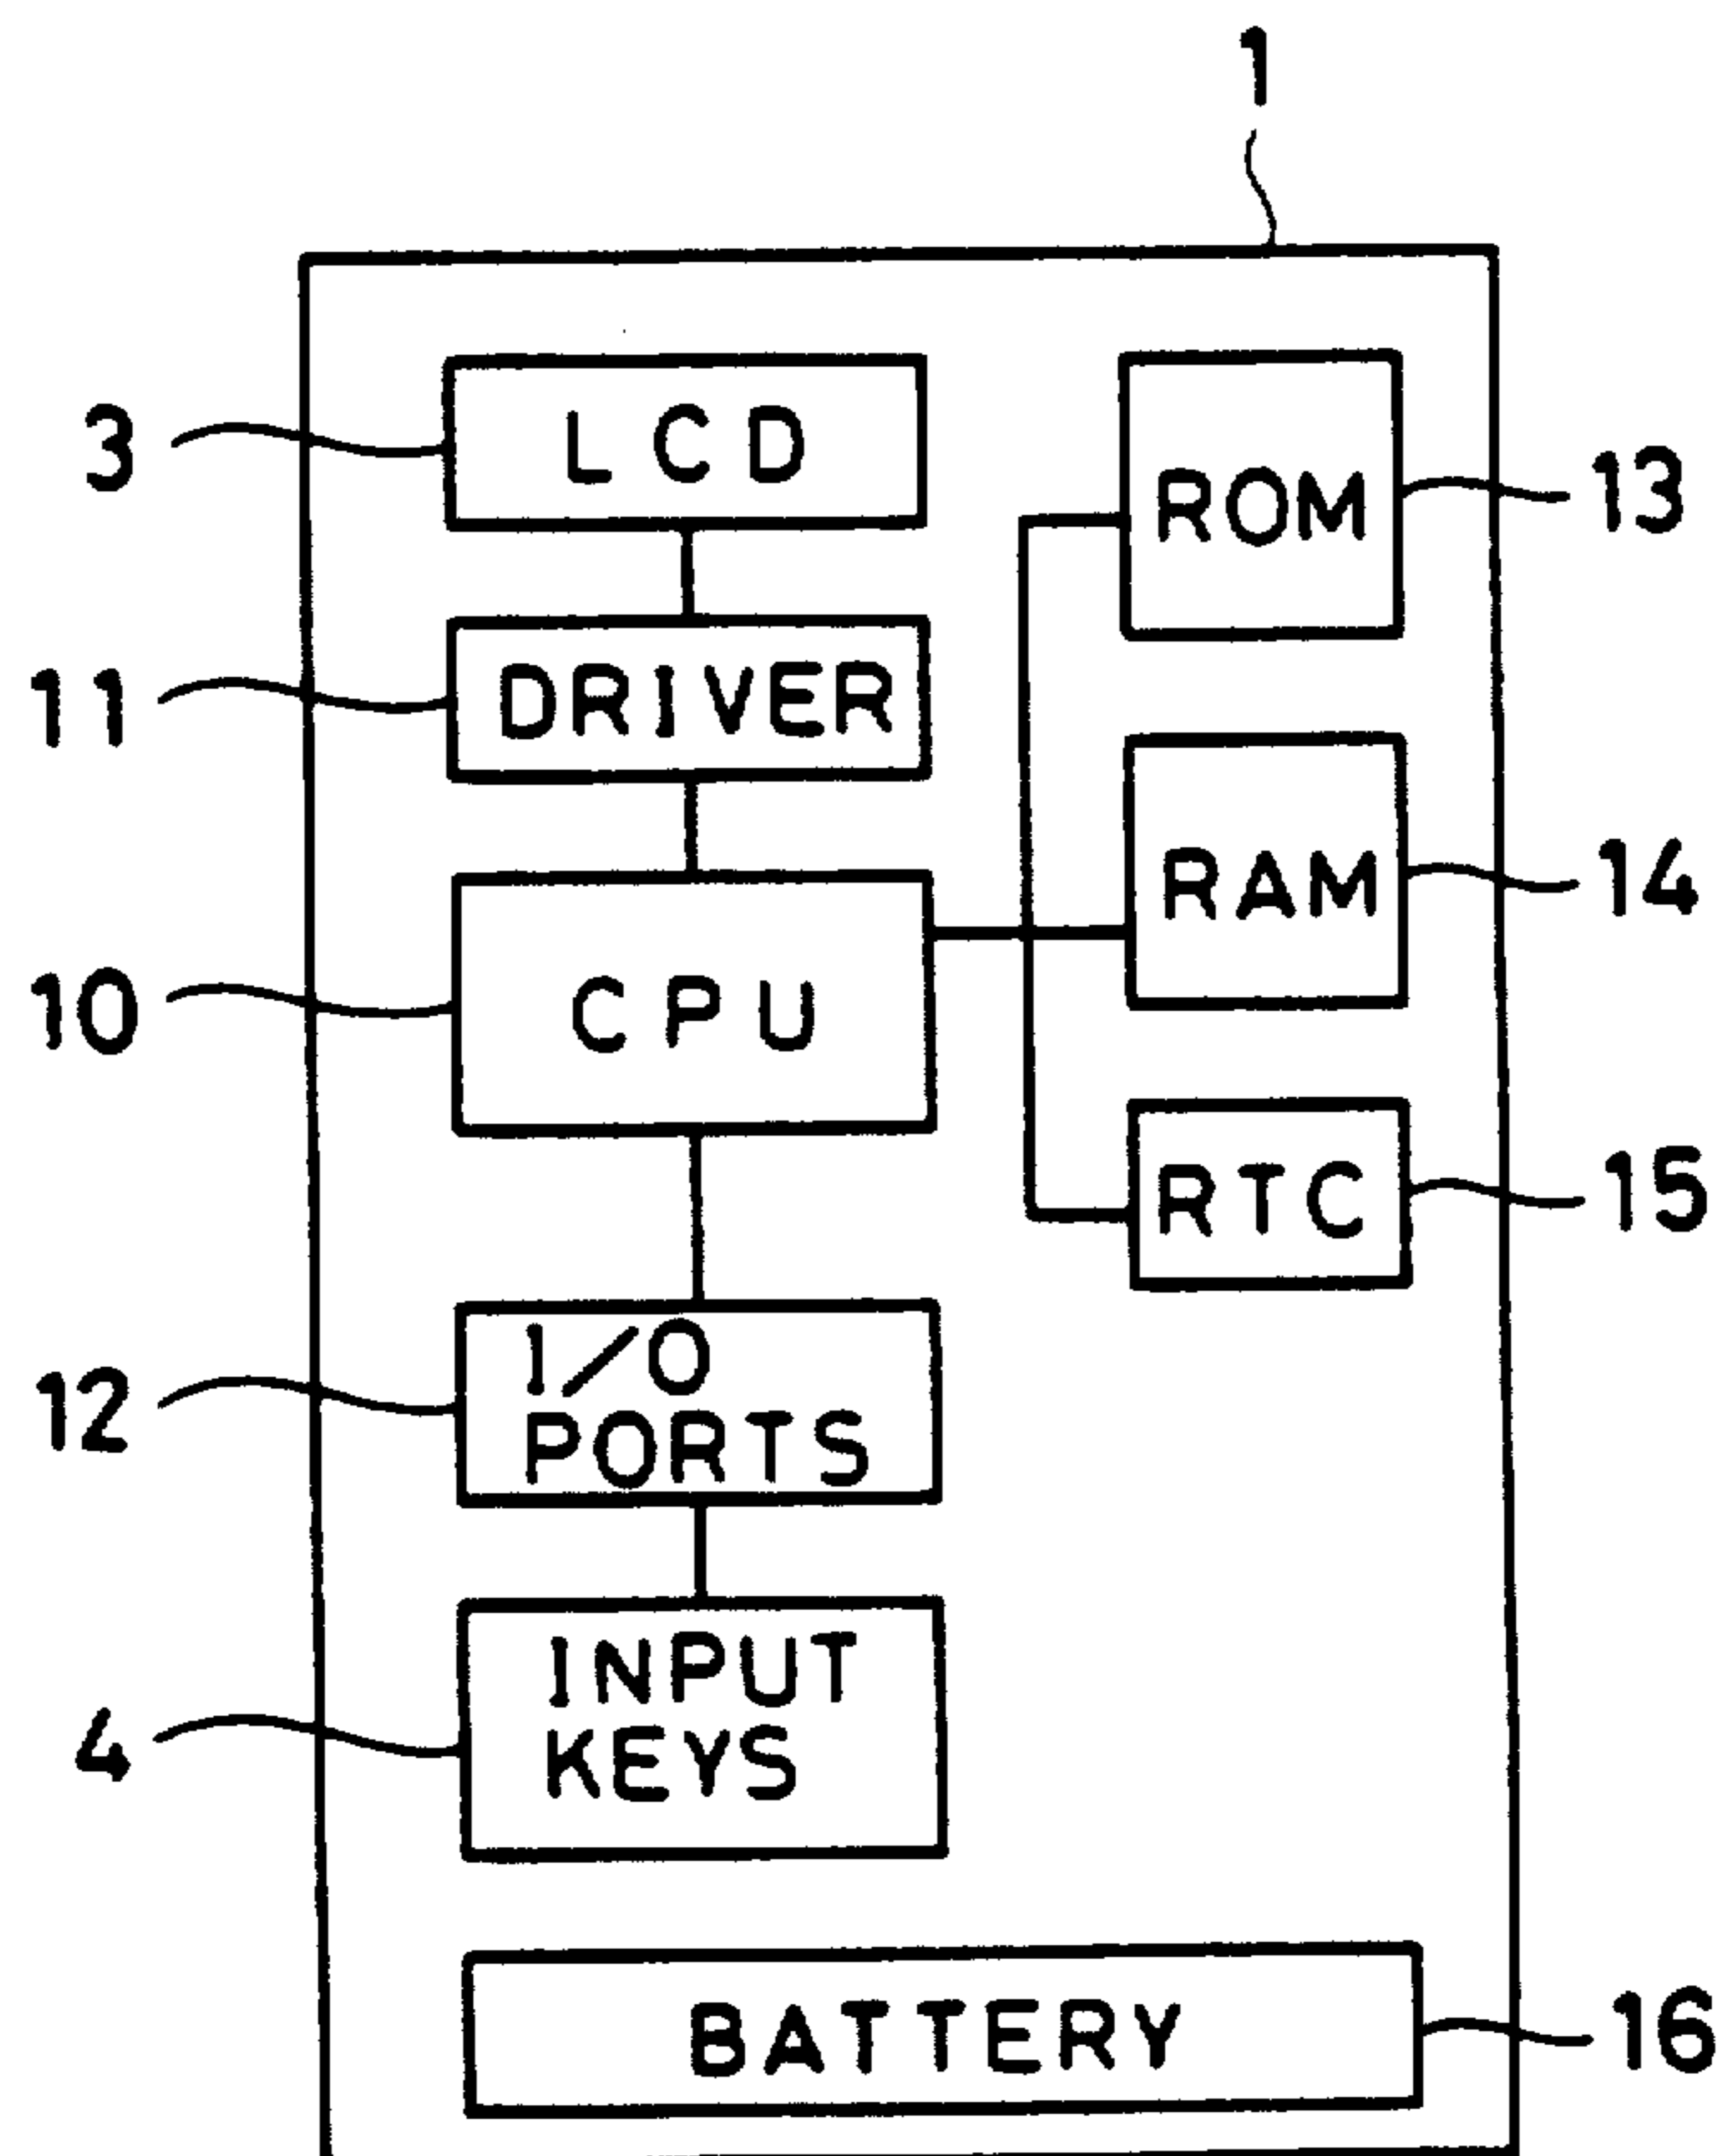 1
3
LCD
ROM
13
11
DRIVER
RAM
14
10
CPU
RTC
15
12
I/O
PORTS
4
INPUT
KEYS
BATTERY
16